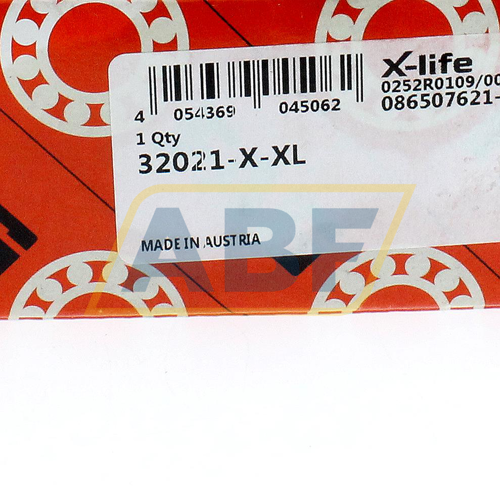 X-life
0252R0109/00
086507621-
4 054369 045062
1 Qty
32021-X-XL
MADE IN AUSTRIA
ABF